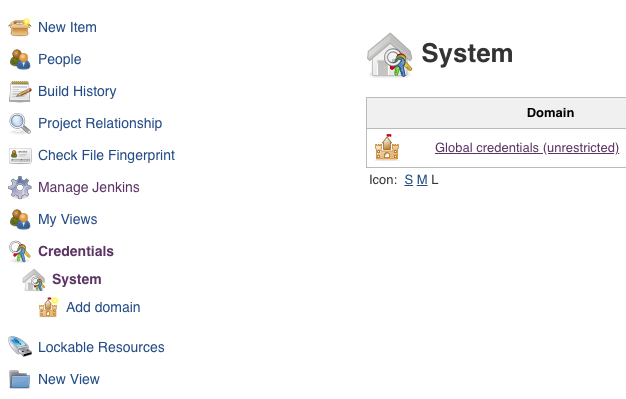 New Item
People
Build History
Project Relationship
Check File Fingerprint
Manage Jenkins
My Views
Credentials
System
Add domain
Lockable Resources
New View
System
Domain
Global credentials (unrestricted)
Icon: S M L